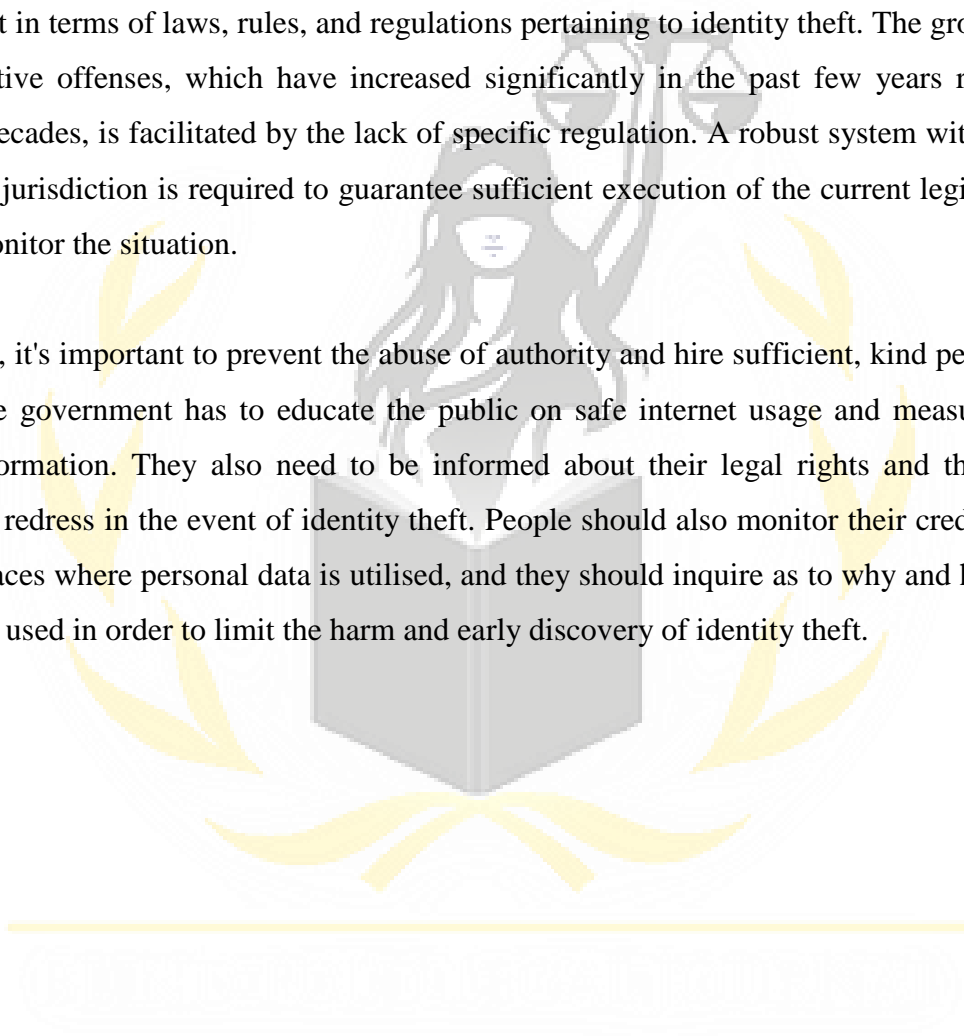 t in terms of laws, rules, and regulations pertaining to identity theft. The gro
tive offenses, which have increased significantly in the past few years r
ecades, is facilitated by the lack of specific regulation. A robust system wit
jurisdiction is required to guarantee sufficient execution of the current legi
onitor the situation.
, it's important to prevent the abuse of authority and hire sufficient, kind pe
e government has to educate the public on safe internet usage and measu
ormation. They also need to be informed about their legal rights and th
redress in the event of identity theft. People should also monitor their cred
aces where personal data is utilised, and they should inquire as to why and h
used in order to limit the harm and early discovery of identity theft.